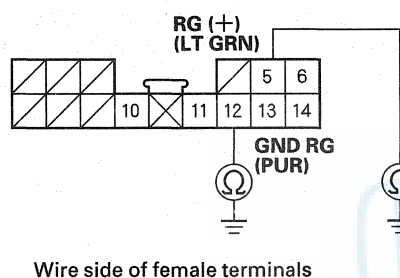 RG (+)
(LT GRN)
5 6
10 11 12 13 14
GND RG
(PUR)
Ω Ω
Wire side of female terminals